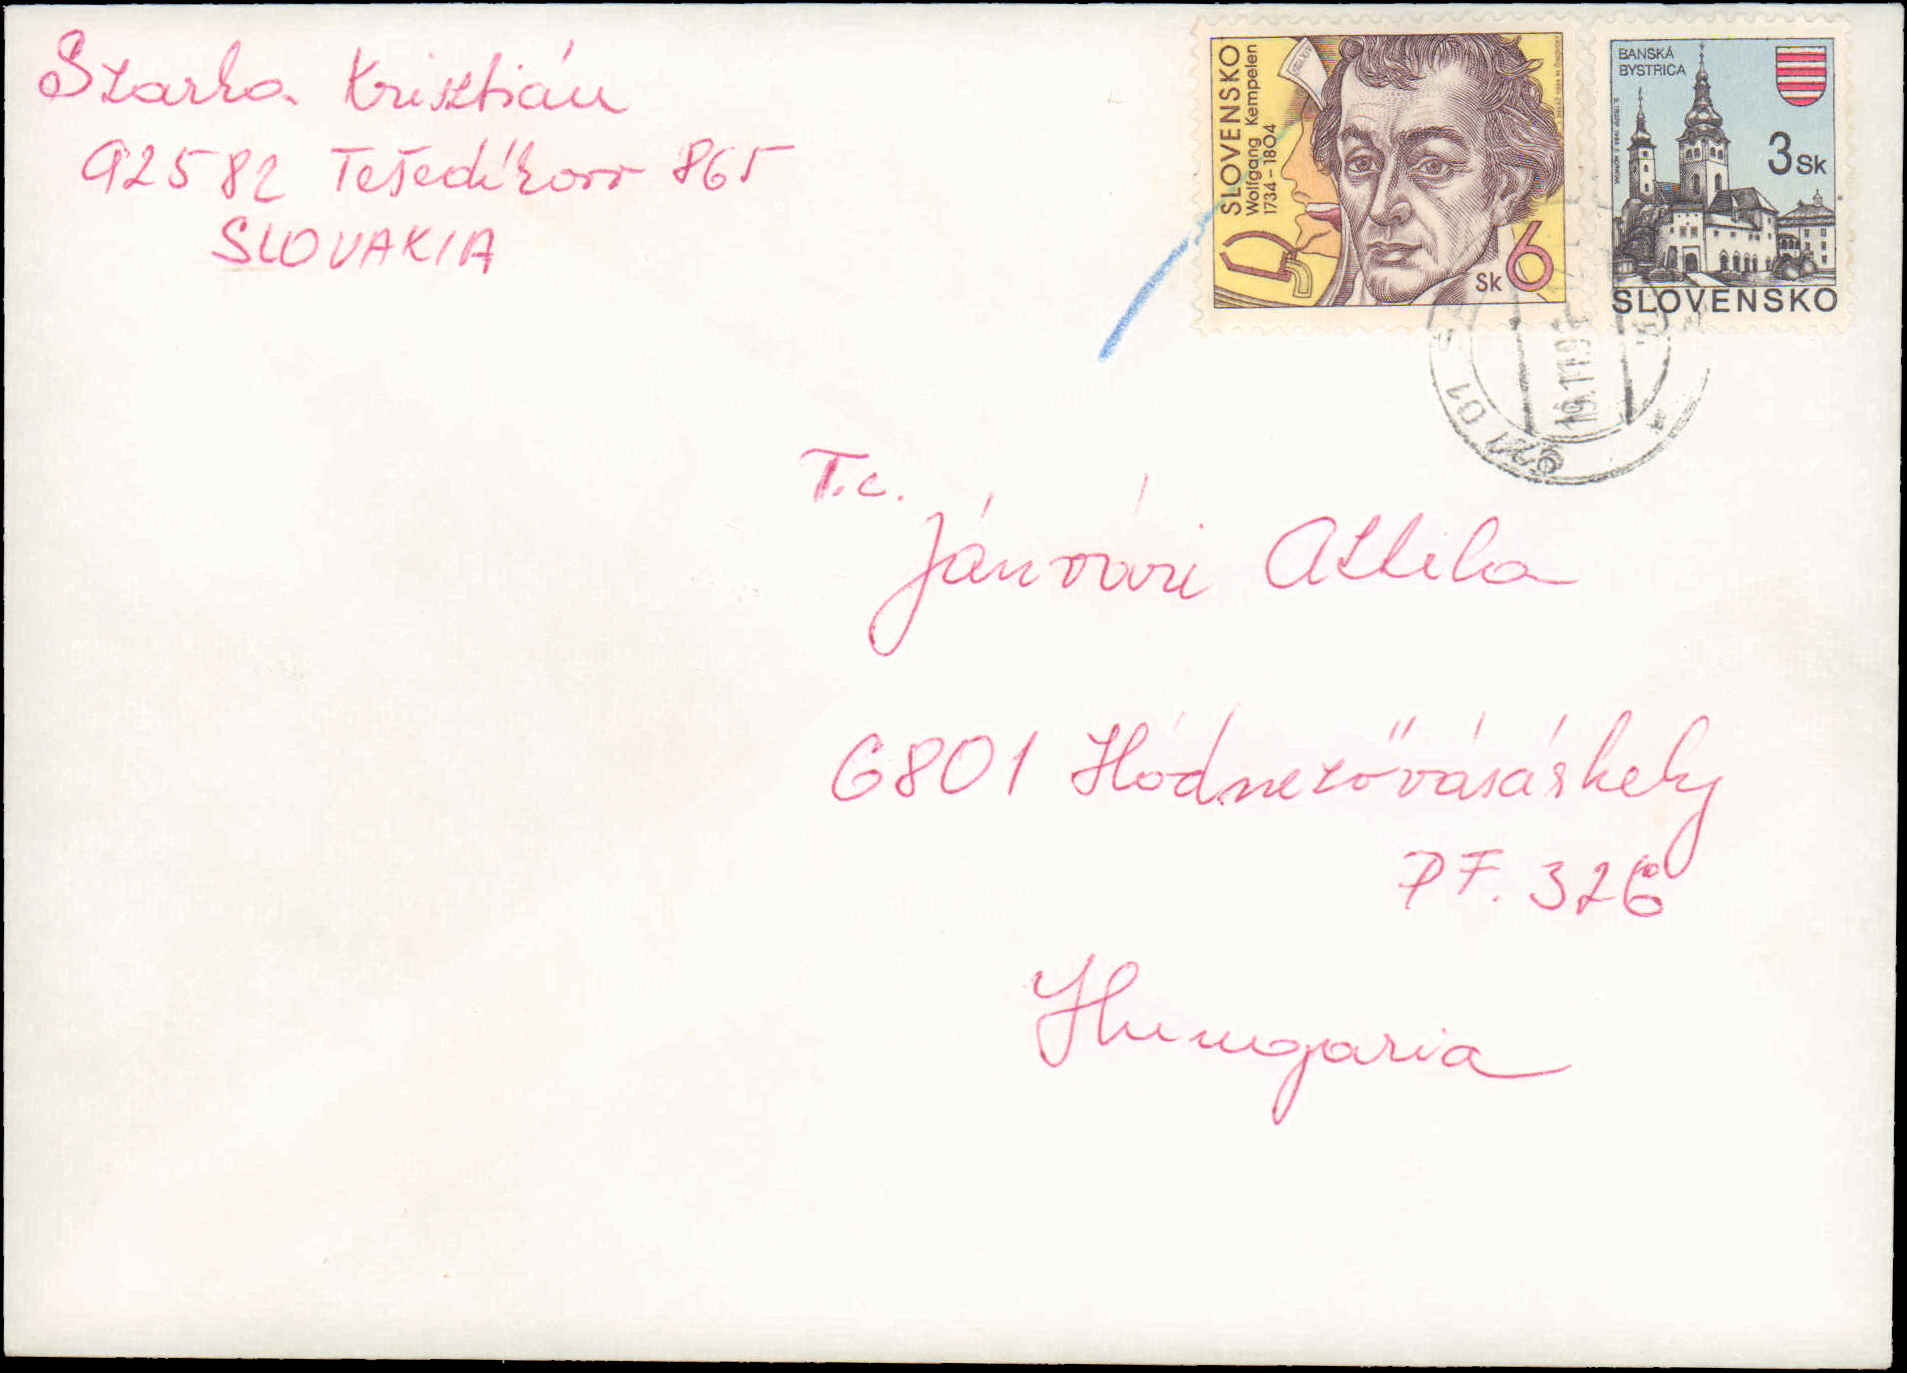 Szarka Krisztián
92582 Tešedíkovo 865
SLOVAKIA
SLOVENSKO
Wolfgang Kempelen
1734-1804
Sk 6
BANSKÁ
BYSTRICA
3 Sk
SLOVENSKO
T.c.
Jánvári Attila
6801 Hódmezővásáshely
PF. 326
Hungaria